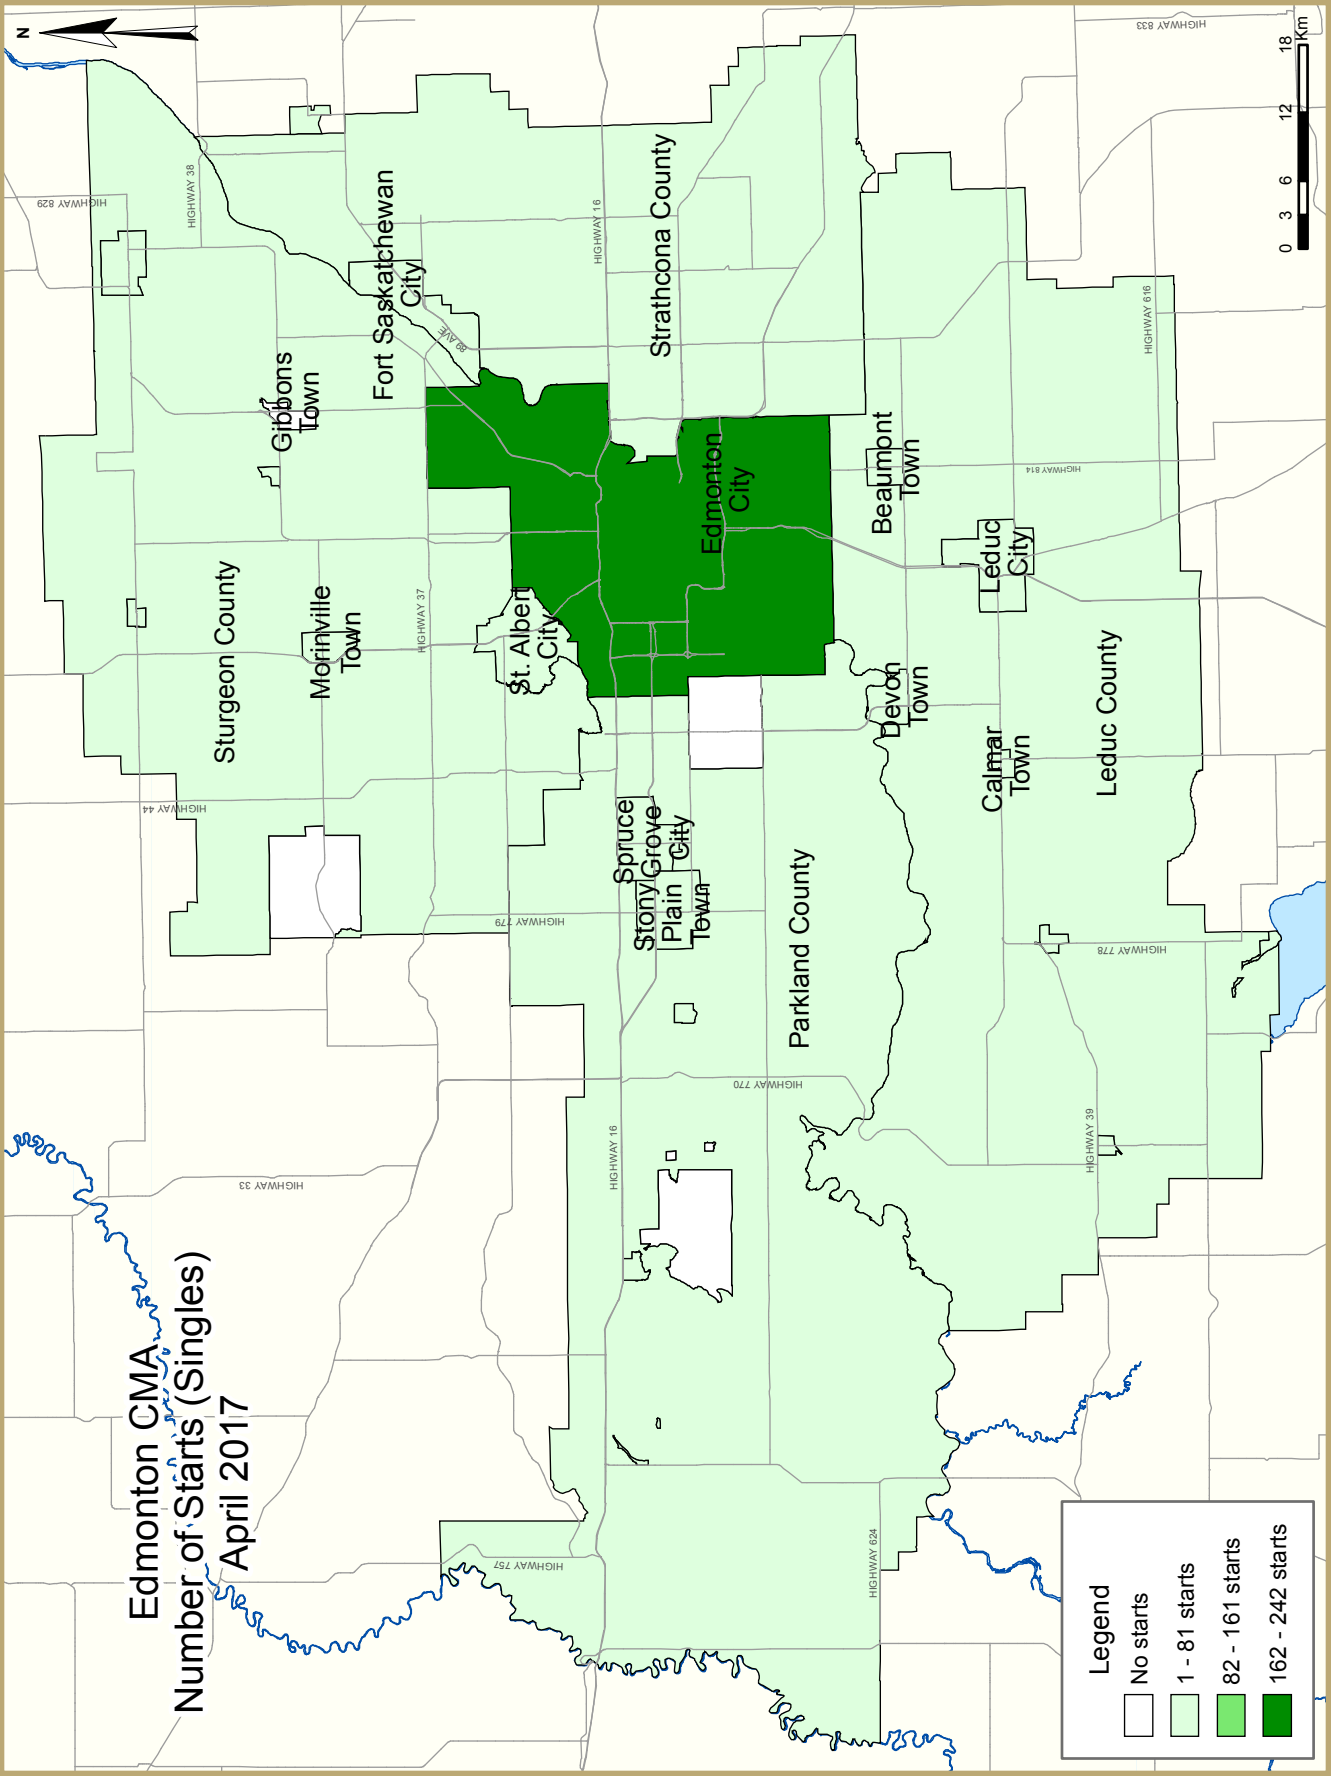 Edmonton CMA
Number of Starts (Singles)
April 2017
N
HIGHWAY 829
HIGHWAY 38
HIGHWAY 833
HIGHWAY 44
HIGHWAY 33
Sturgeon County
Gibbons
Town
Morinville
Town
Fort Saskatchewan
City
HIGHWAY 37
89 AVE
St. Albert
City
HIGHWAY 779
HIGHWAY 757
HIGHWAY 16
HIGHWAY 16
Strathcona County
Spruce
Grove
City
Stony
Plain
Town
Edmonton
City
HIGHWAY 770
Parkland County
HIGHWAY 624
Beaumont
Town
Devon
Town
Leduc
City
Calmar
Town
HIGHWAY 814
HIGHWAY 39
Leduc County
HIGHWAY 778
HIGHWAY 616
Legend
No starts
1 - 81 starts
82 - 161 starts
162 - 242 starts
0 3 6 12 18
Km